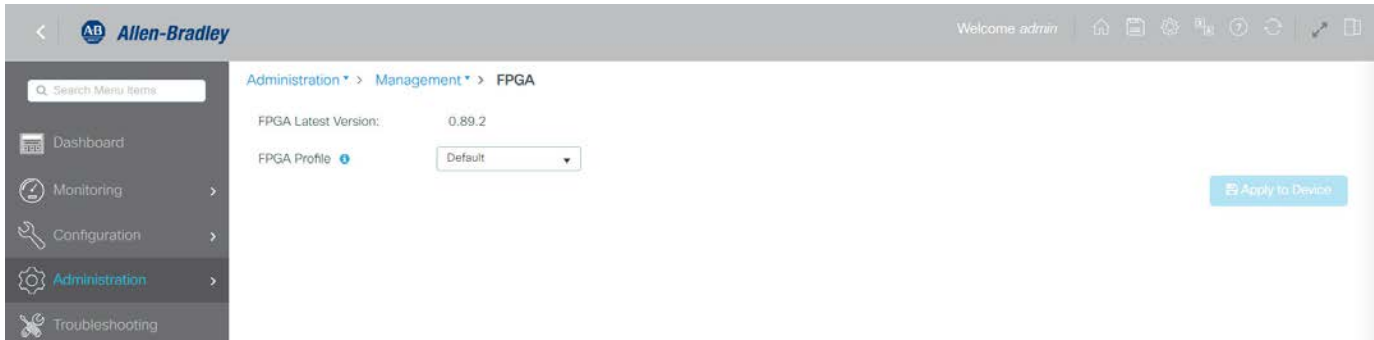 AB Allen-Bradley
Welcome admin
Search Menu Items
Administration > Management > FPGA
FPGA Latest Version: 0.89.2
Dashboard
FPGA Profile Default
Monitoring
Apply to Device
Configuration
Administration
Troubleshooting